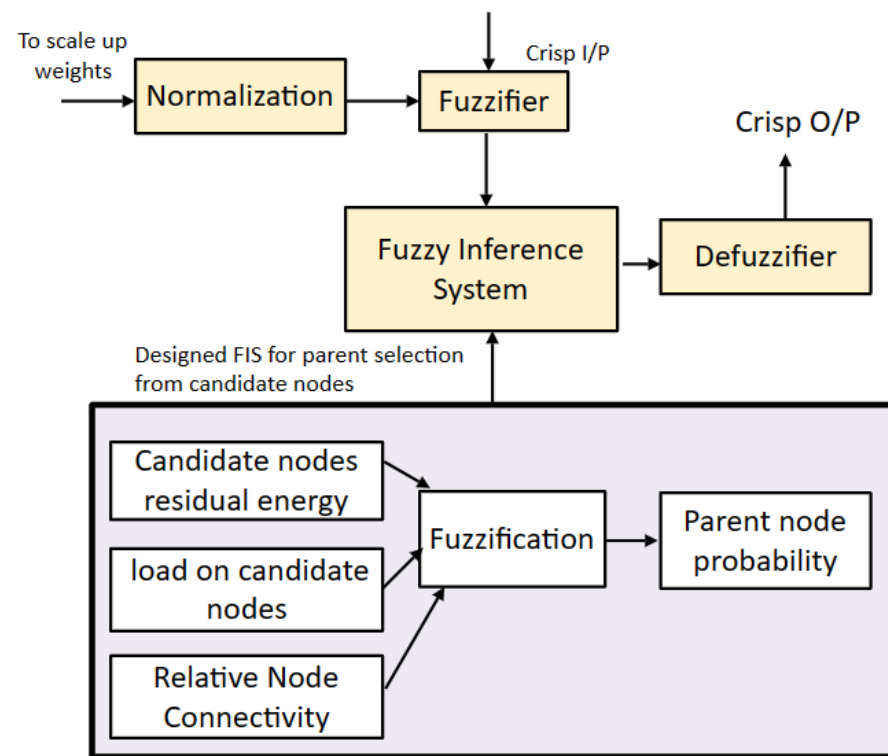 To scale up
weights
Normalization
Crisp I/P
Fuzzifier
Crisp O/P
Fuzzy Inference
System
Defuzzifier
Designed FIS for parent selection
from candidate nodes
Candidate nodes
residual energy
load on candidate
nodes
Relative Node
Connectivity
Fuzzification
Parent node
probability